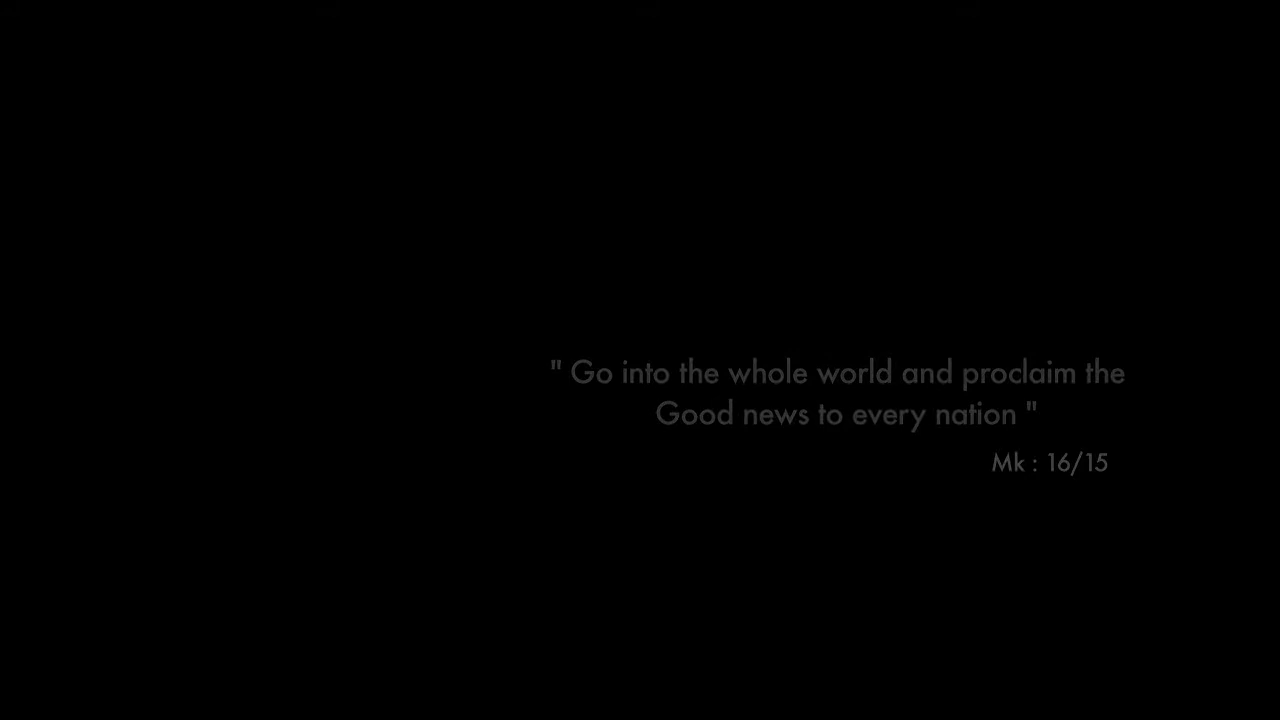 " Go into the whole world and proclaim the
Good news to every nation "
Mk : 16/15